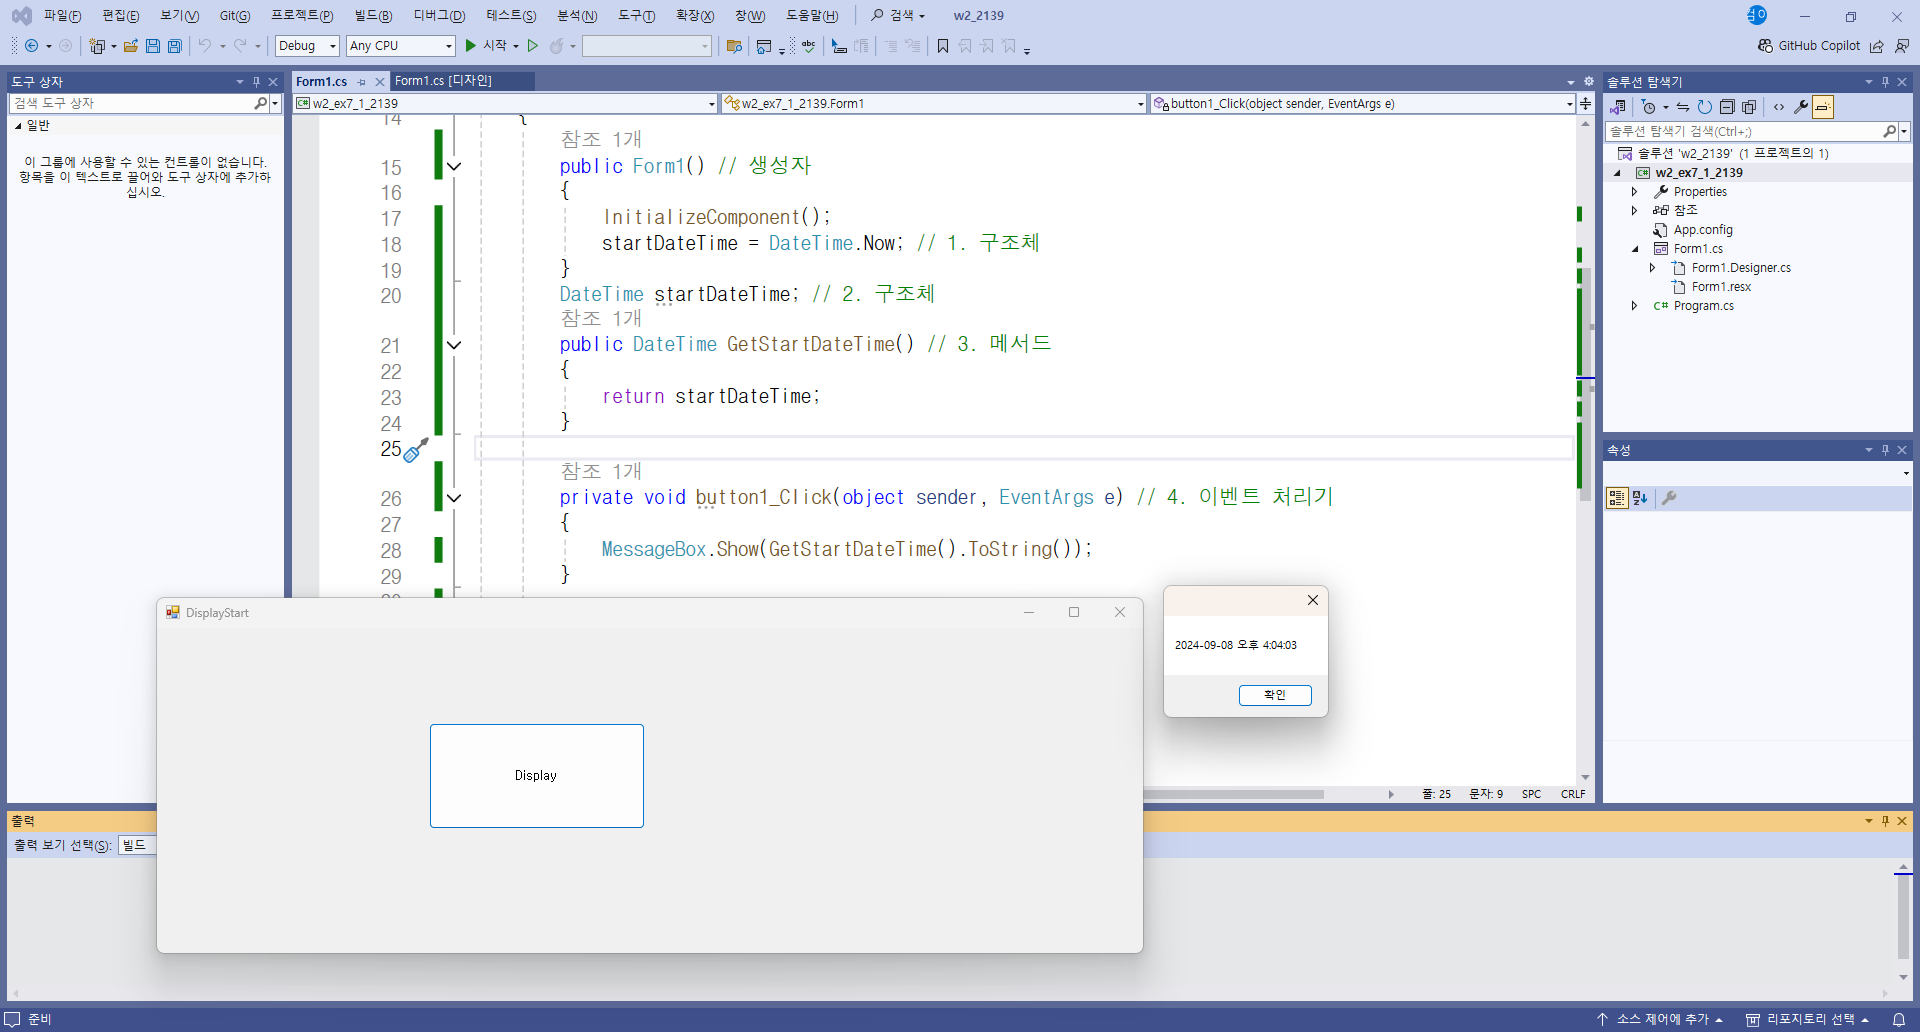 파일(F) 편집(E) 보기(V) Git(G) 프로젝트(P) 빌드(B) 디버그(D) 테스트(S) 분석(N) 도구(T) 확장(X) 창(W) 도움말(H) 검색 w2_2139
Debug Any CPU 시작 GitHub Copilot
도구 상자
검색 도구 상자
일반
이 그룹에 사용할 수 있는 컨트롤이 없습니다.
항목을 이 텍스트로 끌어와 도구 상자에 추가하
십시오.
Form1.cs Form1.cs [디자인]
w2_ex7_1_2139 w2_ex7_1_2139.Form1 button1_Click(object sender, EventArgs e)
14 {
참조 1개
15 public Form1() // 생성자
16 {
17 InitializeComponent();
18 startDateTime = DateTime.Now; // 1. 구조체
19 }
20 DateTime startDateTime; // 2. 구조체
참조 1개
21 public DateTime GetStartDateTime() // 3. 메서드
22 {
23 return startDateTime;
24 }
25
참조 1개
26 private void button1_Click(object sender, EventArgs e) // 4. 이벤트 처리기
27 {
28 MessageBox.Show(GetStartDateTime().ToString());
29 }
줄: 25 문자: 9 SPC CRLF
DisplayStart
Display
2024-09-08 오후 4:04:03
확인
솔루션 탐색기
솔루션 탐색기 검색(Ctrl+;)
솔루션 'w2_2139' (1 프로젝트의 1)
w2_ex7_1_2139
Properties
참조
App.config
Form1.cs
Form1.Designer.cs
Form1.resx
C# Program.cs
속성
출력
출력 보기 선택(S): 빌드
준비 소스 제어에 추가 리포지토리 선택